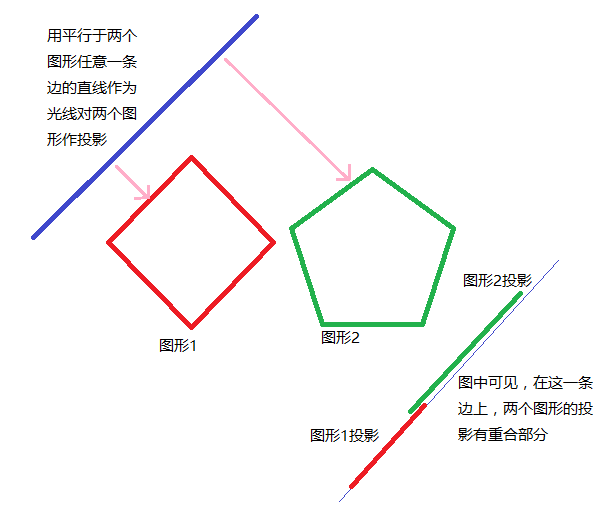 用平行于两个
图形任意一条
边的直线作为
光线对两个图
形作投影
图形1
图形2
图形2投影
图中可见，在这一条
边上，两个图形的投
影有重合部分
图形1投影